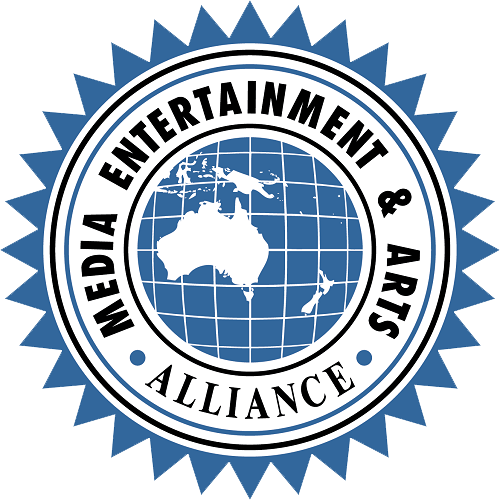 MEDIA ENTERTAINMENT & ARTS
• ALLIANCE •